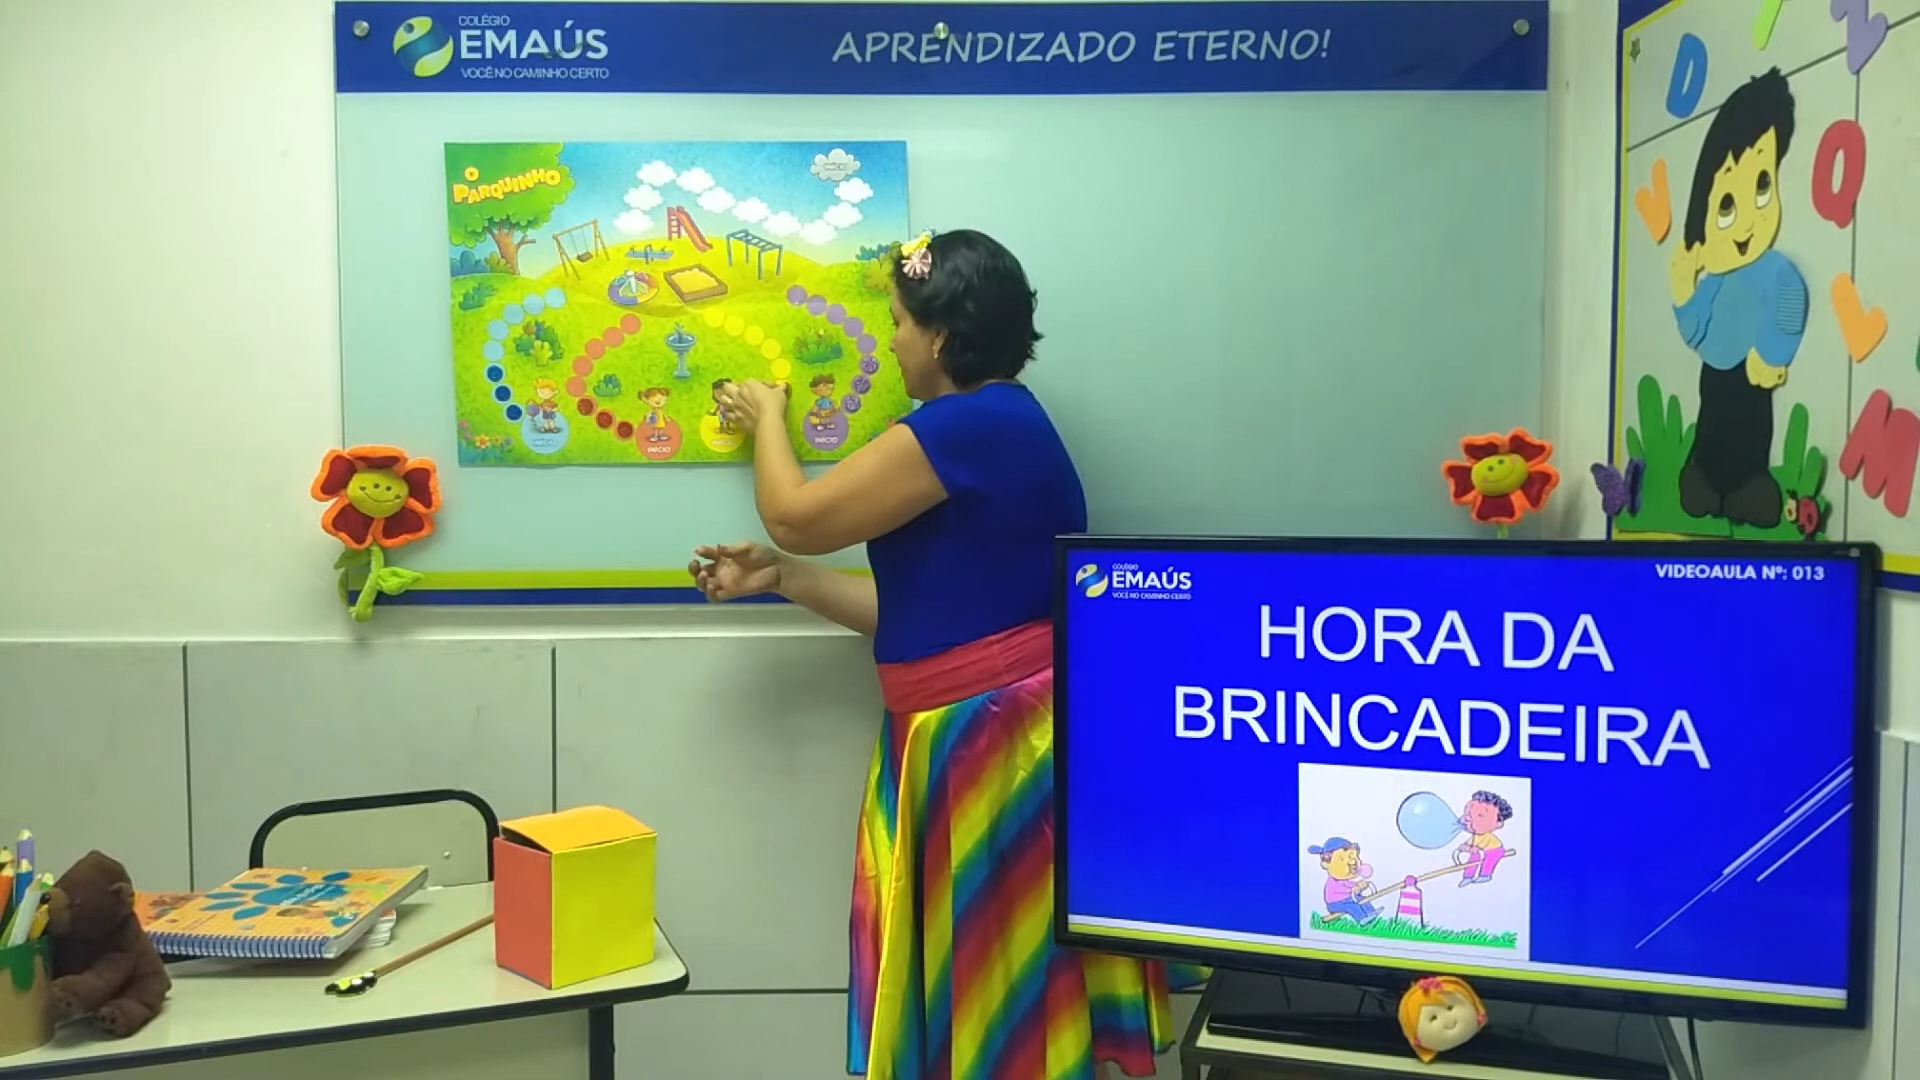 COLÉGIO
EMAÚS
VOCÊ NO CAMINHO CERTO
APRENDIZADO ETERNO!
O
PARQUINHO
INÍCIO
INÍCIO
INÍCIO
INÍCIO
INÍCIO
D
Z
Q
V
L
M
COLÉGIO
EMAÚS
VOCÊ NO CAMINHO CERTO
VIDEOAULA Nº: 013
HORA DA
BRINCADEIRA